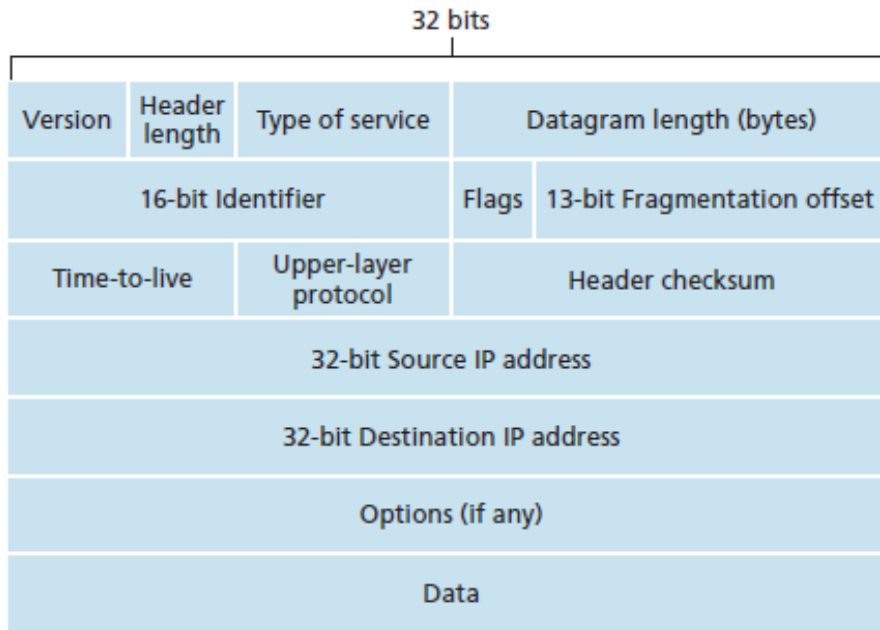 32 bits
Version
Header
length
Type of service
Datagram length (bytes)
16-bit Identifier
Flags
13-bit Fragmentation offset
Time-to-live
Upper-layer
protocol
Header checksum
32-bit Source IP address
32-bit Destination IP address
Options (if any)
Data